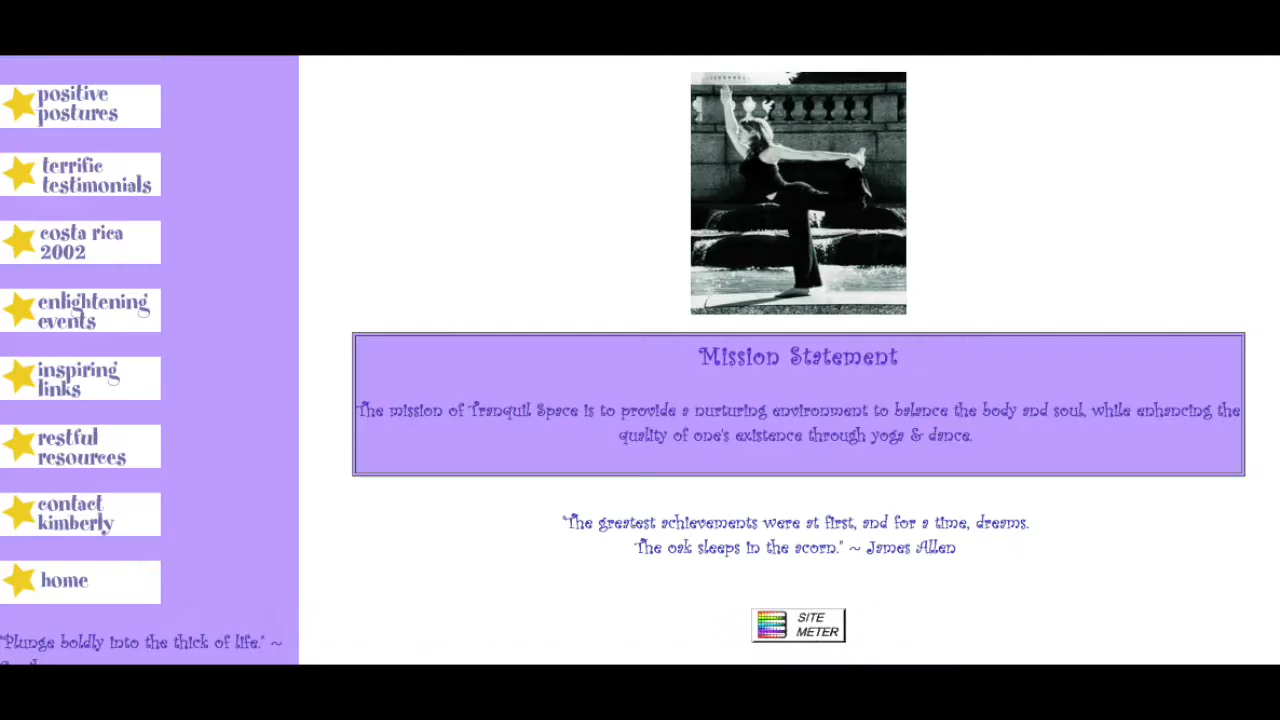 positive
postures
terrific
testimonials
costa rica
2002
enlightening
events
inspiring
links
restful
resources
contact
kimberly
home
"Plunge boldly into the thick of life." ~
Mission Statement
The mission of Tranquil Space is to provide a nurturing environment to balance the body and soul, while enhancing the
quality of one's existence through yoga & dance.
"The greatest achievements were at first, and for a time, dreams.
The oak sleeps in the acorn." ~ James Allen
SITE
METER